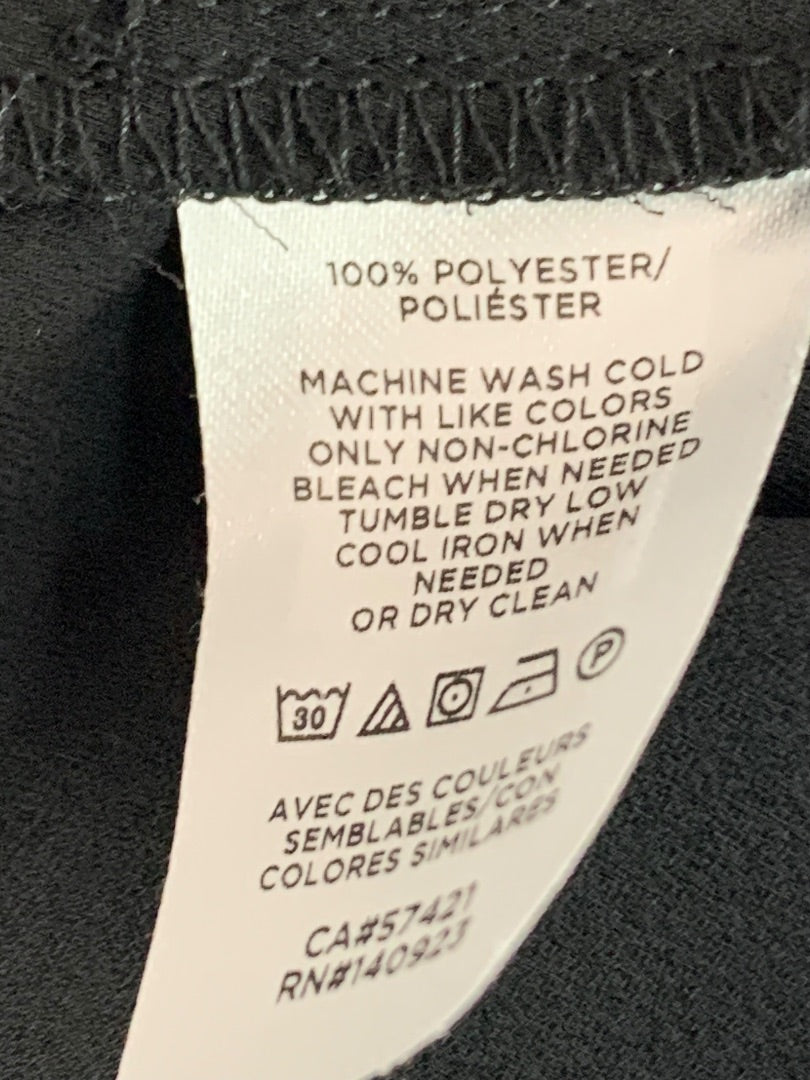 100% POLYESTER/
POLIÉSTER
MACHINE WASH COLD
WITH LIKE COLORS
ONLY NON-CHLORINE
BLEACH WHEN NEEDED
TUMBLE DRY LOW
COOL IRON WHEN
NEEDED
OR DRY CLEAN
30 P
AVEC DES COULEURS
SEMBLABLES/CON
COLORES SIMILARES
CA#57421
RN#140923